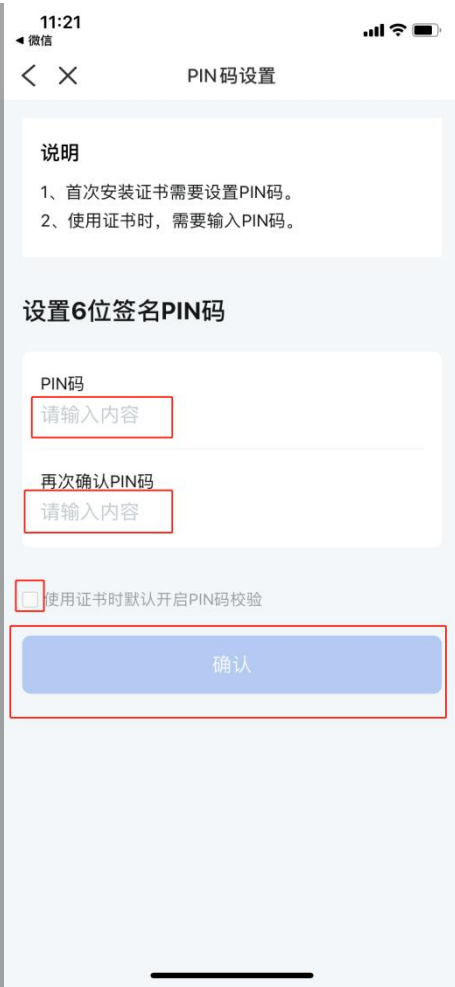 11:21
微信
PIN码设置
说明
1、首次安装证书需要设置PIN码。
2、使用证书时，需要输入PIN码。
设置6位签名PIN码
PIN码
请输入内容
再次确认PIN码
请输入内容
使用证书时默认开启PIN码校验
确认